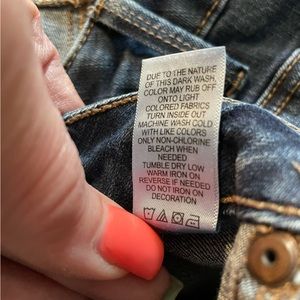 DUE TO THE NATURE
OF THIS DARK WASH,
COLOR MAY RUB OFF
ONTO LIGHT
COLORED FABRICS
TURN INSIDE OUT
MACHINE WASH COLD
WITH LIKE COLORS
ONLY NON-CHLORINE
BLEACH WHEN
NEEDED
TUMBLE DRY LOW
WARM IRON ON
REVERSE IF NEEDED
DO NOT IRON ON
DECORATION